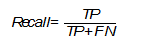 Recall = TP / TP + FN